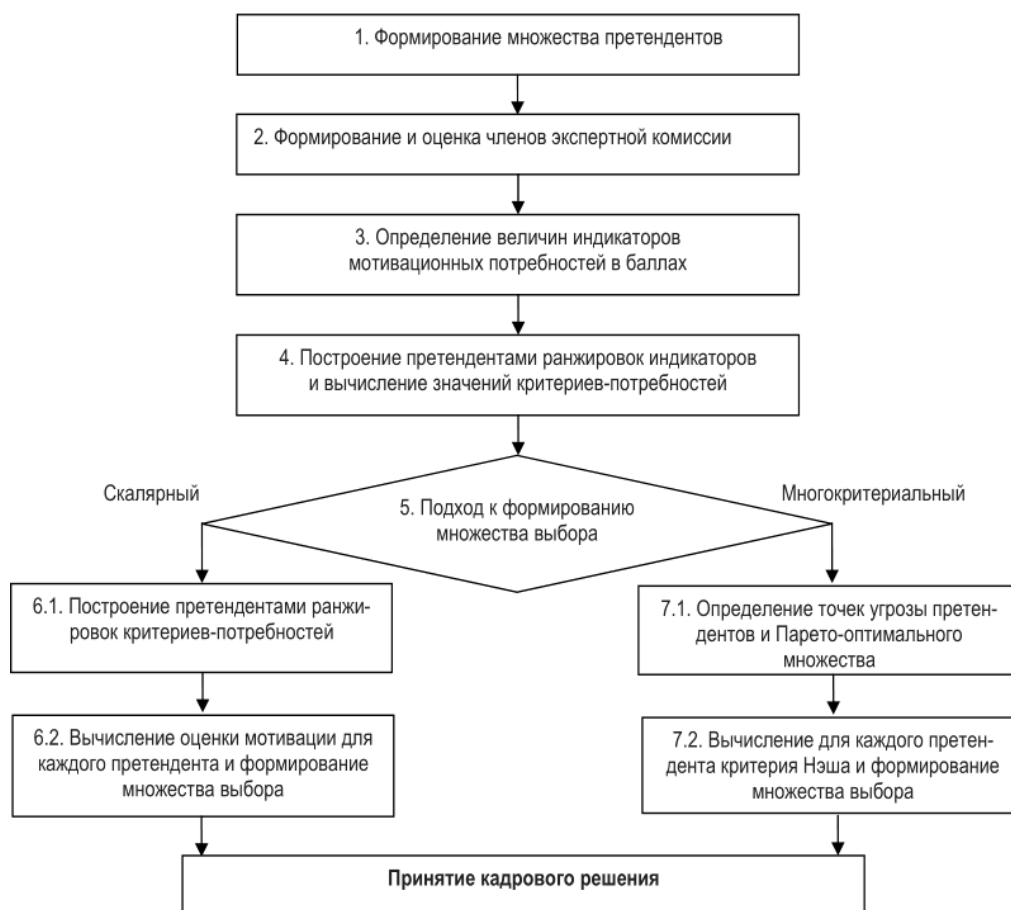 1. Формирование множества претендентов
2. Формирование и оценка членов экспертной комиссии
3. Определение величин индикаторов
мотивационных потребностей в баллах
4. Построение претендентами ранжировок индикаторов
и вычисление значений критериев-потребностей
Скалярный
Многокритериальный
5. Подход к формированию
множества выбора
6.1. Построение претендентами ранжи-
ровок критериев-потребностей
7.1. Определение точек угрозы претен-
дентов и Парето-оптимального
множества
6.2. Вычисление оценки мотивации для
каждого претендента и формирование
множества выбора
7.2. Вычисление для каждого претен-
дента критерия Нэша и формирование
множества выбора
Принятие кадрового решения